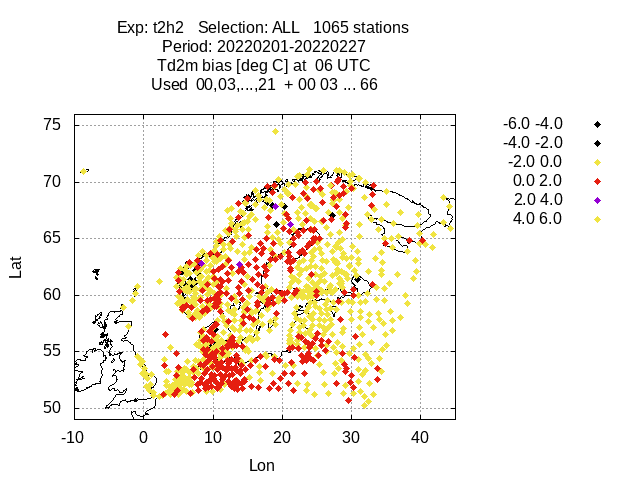 Exp: t2h2 Selection: ALL 1065 stations
Period: 20220201-20220227
Td2m bias [deg C] at 06 UTC
Used 00,03,...,21 + 00 03 ... 66
-6.0 -4.0
-4.0 -2.0
-2.0 0.0
0.0 2.0
2.0 4.0
4.0 6.0
75
70
65
60
55
50
Lat
-10 0 10 20 30 40
Lon